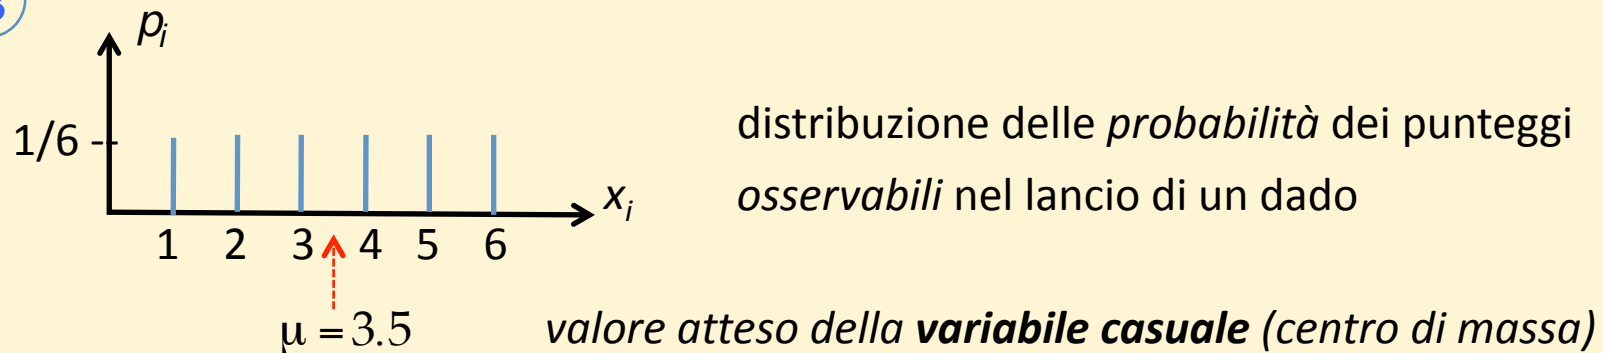 pᵢ
1/6
distribuzione delle probabilità dei punteggi
osservabili nel lancio di un dado
xᵢ
1 2 3 4 5 6
μ = 3.5
valore atteso della variabile casuale (centro di massa)